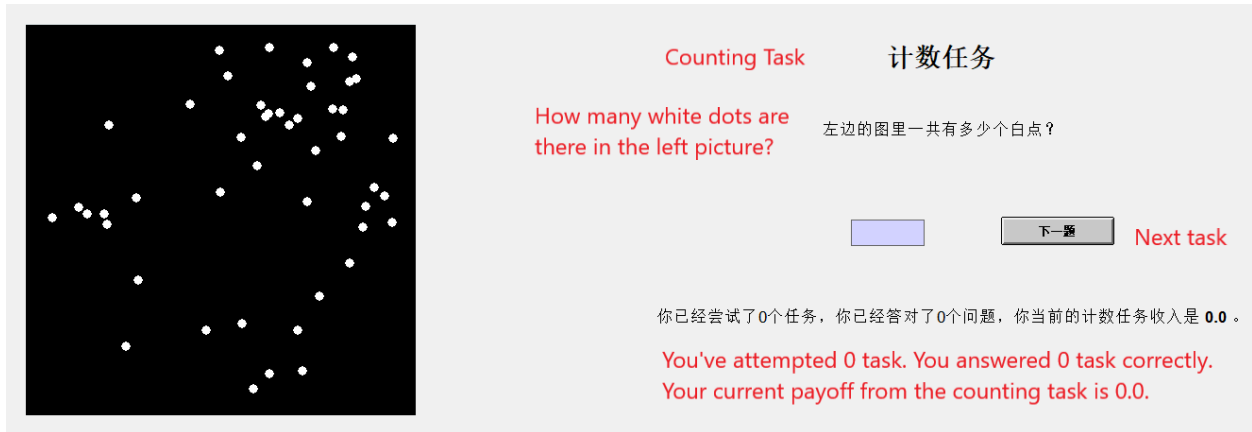 Counting Task
计数任务
How many white dots are
there in the left picture?
左边的图里一共有多少个白点？
下一题
Next task
你已经尝试了0个任务，你已经答对了0个问题，你当前的计数任务收入是 0.0 。
You've attempted 0 task. You answered 0 task correctly.
Your current payoff from the counting task is 0.0.